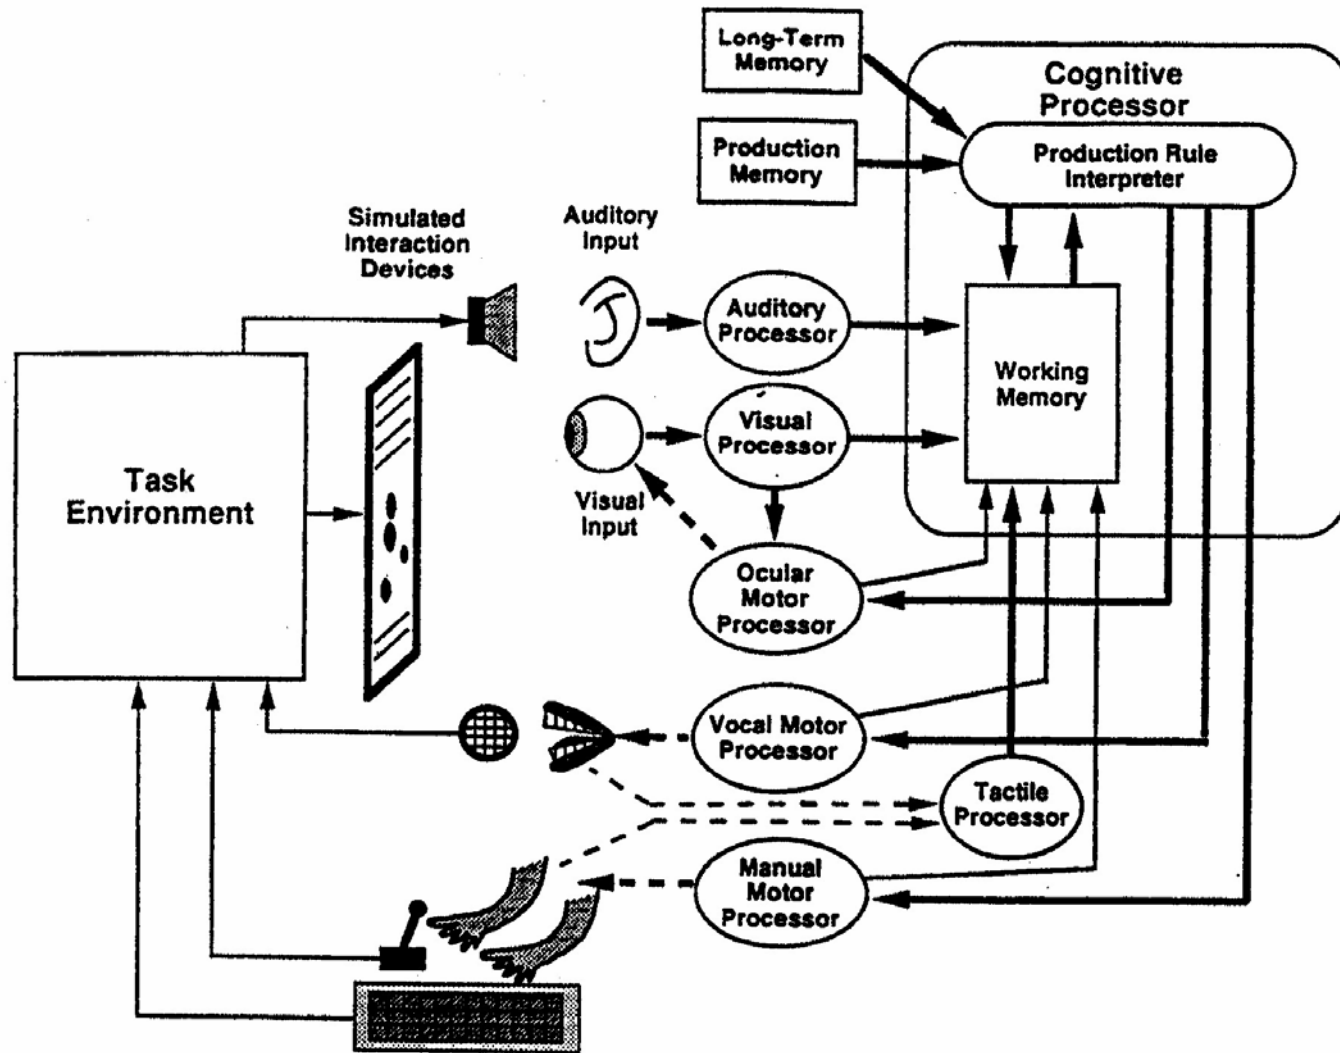 Long-Term
Memory
Cognitive
Processor
Production
Memory
Production Rule
Interpreter
Simulated
Interaction
Devices
Auditory
Input
Auditory
Processor
Working
Memory
Visual
Processor
Task
Environment
Visual
Input
Ocular
Motor
Processor
Vocal Motor
Processor
Tactile
Processor
Manual
Motor
Processor